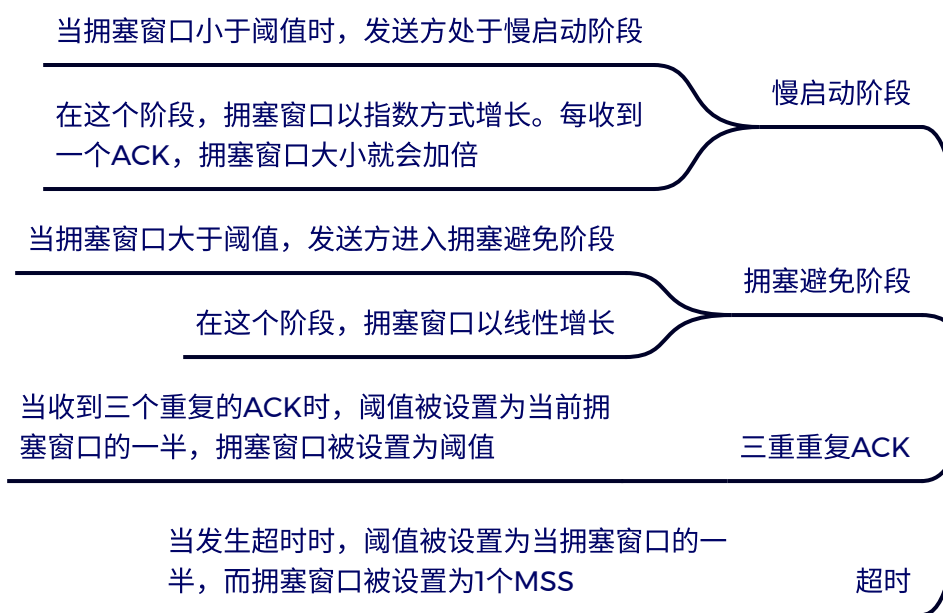 当拥塞窗口小于阈值时，发送方处于慢启动阶段
在这个阶段，拥塞窗口以指数方式增长。每收到
一个ACK，拥塞窗口大小就会加倍
慢启动阶段
当拥塞窗口大于阈值，发送方进入拥塞避免阶段
在这个阶段，拥塞窗口以线性增长
拥塞避免阶段
当收到三个重复的ACK时，阈值被设置为当前拥
塞窗口的一半，拥塞窗口被设置为阈值
三重重复ACK
当发生超时时，阈值被设置为当拥塞窗口的一
半，而拥塞窗口被设置为1个MSS
超时